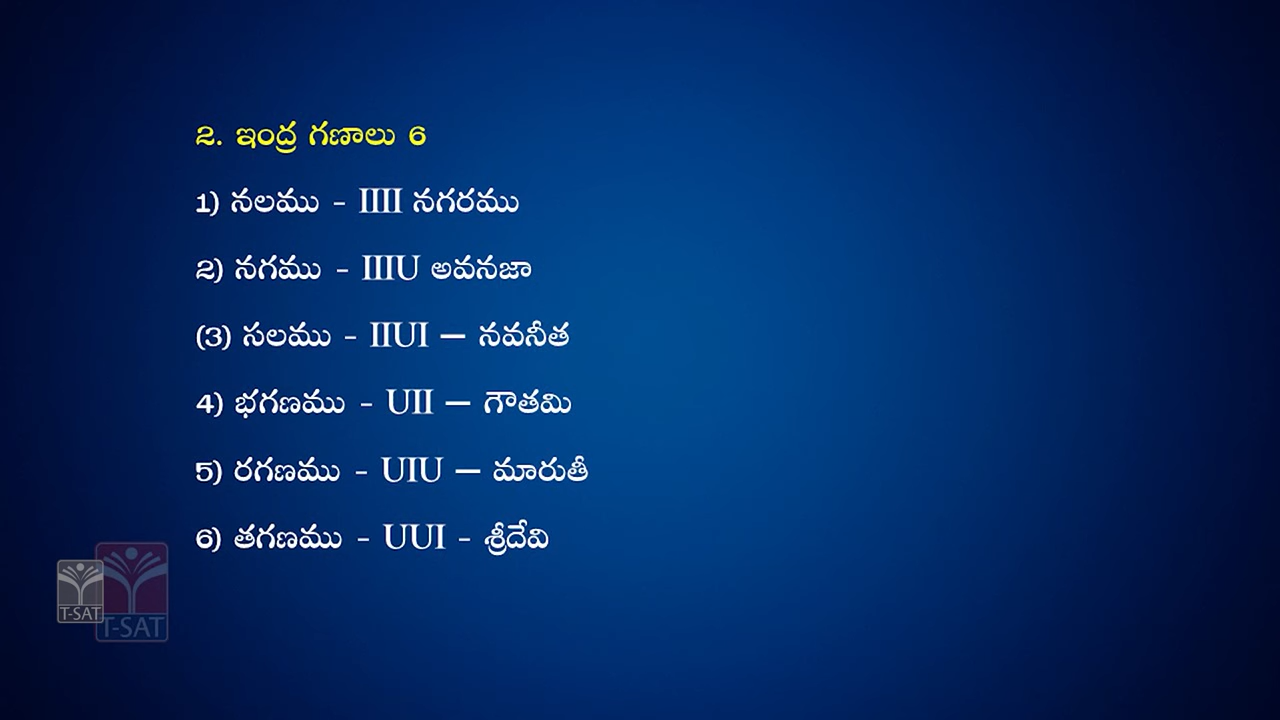 2. ఇంద్ర గణాలు 6
1) నలము - IIII నగరము
2) నగము - IIIU అవనజా
(3) సలము - IIUI — నవనీత
4) భగణము - UII — గౌతమి
5) రగణము - UIU — మారుతీ
6) తగణము - UUI - శ్రీదేవి
T-SAT
T-SAT